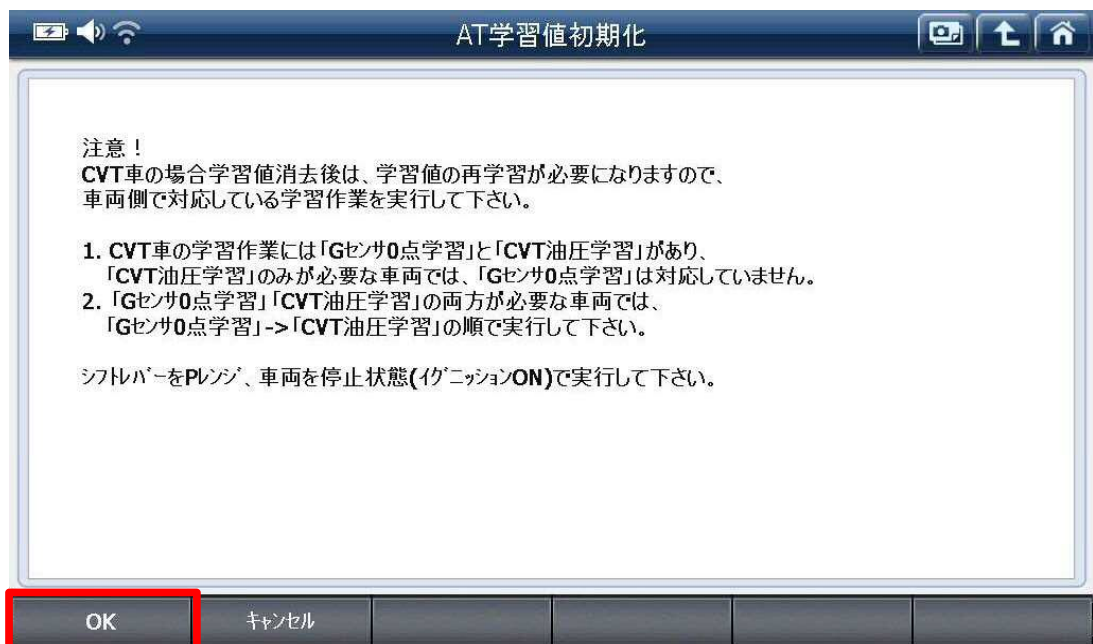 AT学習値初期化
注意！
CVT車の場合学習値消去後は、学習値の再学習が必要になりますので、
車両側で対応している学習作業を実行して下さい。
1. CVT車の学習作業には「Gｾﾝｻ0点学習」と「CVT油圧学習」があり、
「CVT油圧学習」のみが必要な車両では、「Gｾﾝｻ0点学習」は対応していません。
2. 「Gｾﾝｻ0点学習」「CVT油圧学習」の両方が必要な車両では、
「Gｾﾝｻ0点学習」->「CVT油圧学習」の順で実行して下さい。
ｼﾌﾄﾚﾊﾞｰをPﾚﾝｼﾞ、車両を停止状態(ｲｸﾞﾆｯｼｮﾝON)で実行して下さい。
OK
ｷｬﾝｾﾙ